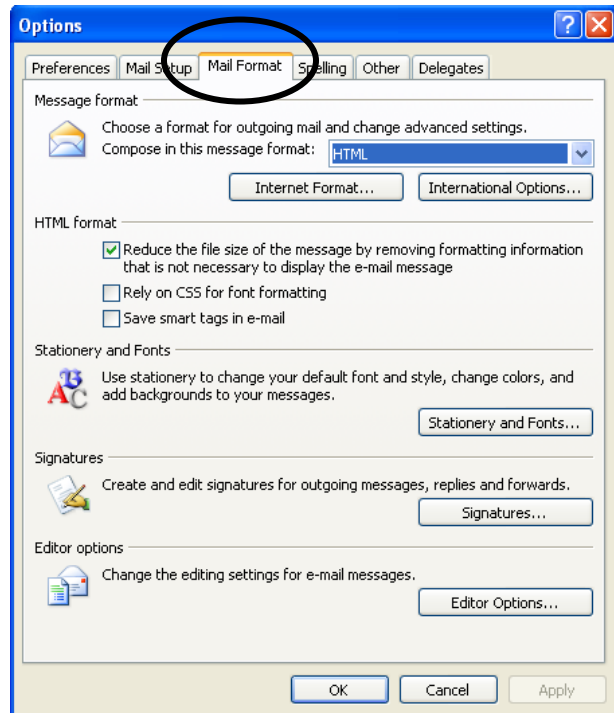 Options
Preferences Mail Setup Mail Format Spelling Other Delegates
Message format
Choose a format for outgoing mail and change advanced settings.
Compose in this message format: HTML
Internet Format... International Options...
HTML format
Reduce the file size of the message by removing formatting information
that is not necessary to display the e-mail message
Rely on CSS for font formatting
Save smart tags in e-mail
Stationery and Fonts
Use stationery to change your default font and style, change colors, and
add backgrounds to your messages.
Stationery and Fonts...
Signatures
Create and edit signatures for outgoing messages, replies and forwards.
Signatures...
Editor options
Change the editing settings for e-mail messages.
Editor Options...
OK Cancel Apply